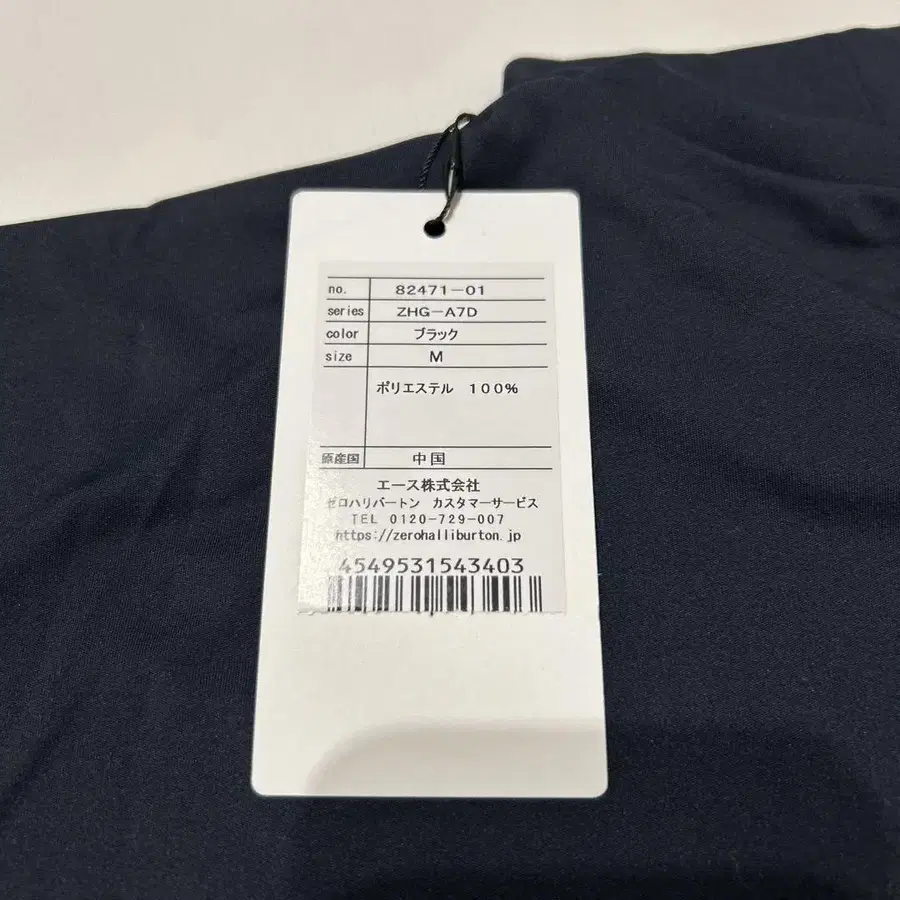 no. 82471-01
series ZHG-A7D
color ブラック
size M
ポリエステル 100%
原産国 中国
エース株式会社
ゼロハリバートン カスタマーサービス
TEL 0120-729-007
https://zerohalliburton.jp
4549531543403